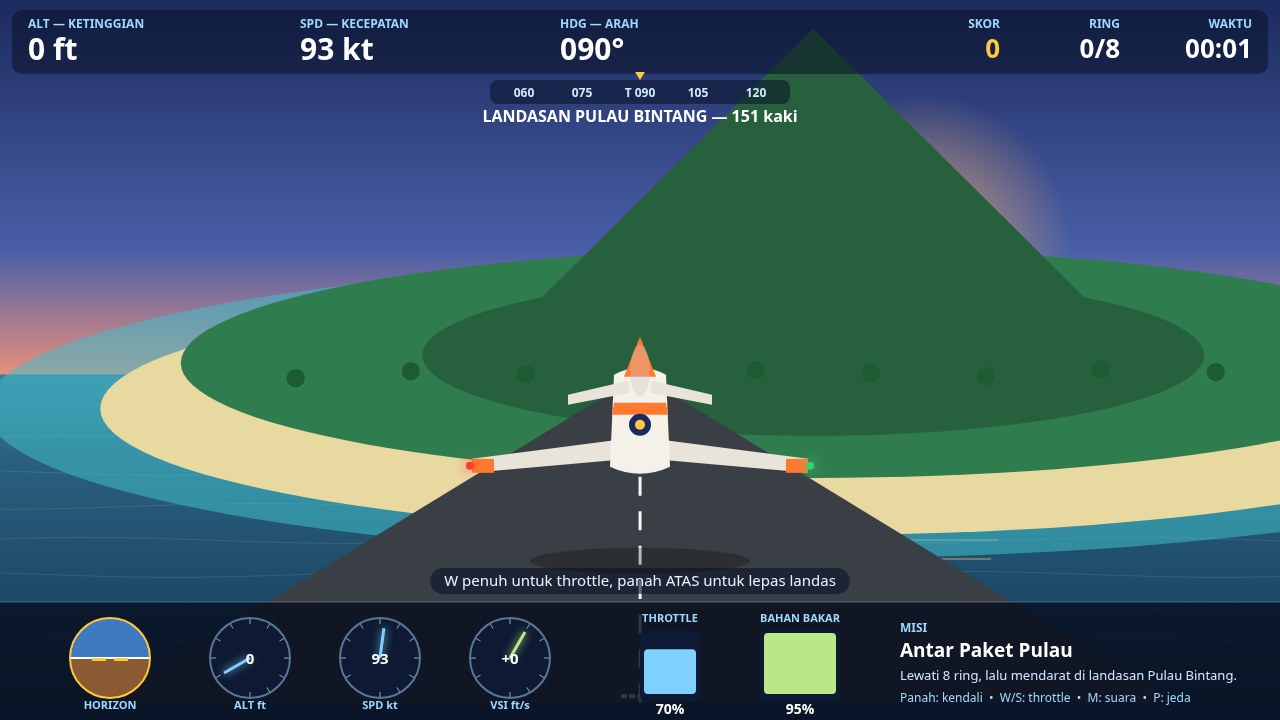 ALT — KETINGGIAN
0 ft
SPD — KECEPATAN
93 kt
HDG — ARAH
090°
SKOR
0
RING
0/8
WAKTU
00:01
060 075 T 090 105 120
LANDASAN PULAU BINTANG — 151 kaki
W penuh untuk throttle, panah ATAS untuk lepas landas
0
93
+0
HORIZON
ALT ft
SPD kt
VSI ft/s
THROTTLE
70%
BAHAN BAKAR
95%
MISI
Antar Paket Pulau
Lewati 8 ring, lalu mendarat di landasan Pulau Bintang.
Panah: kendali • W/S: throttle • M: suara • P: jeda